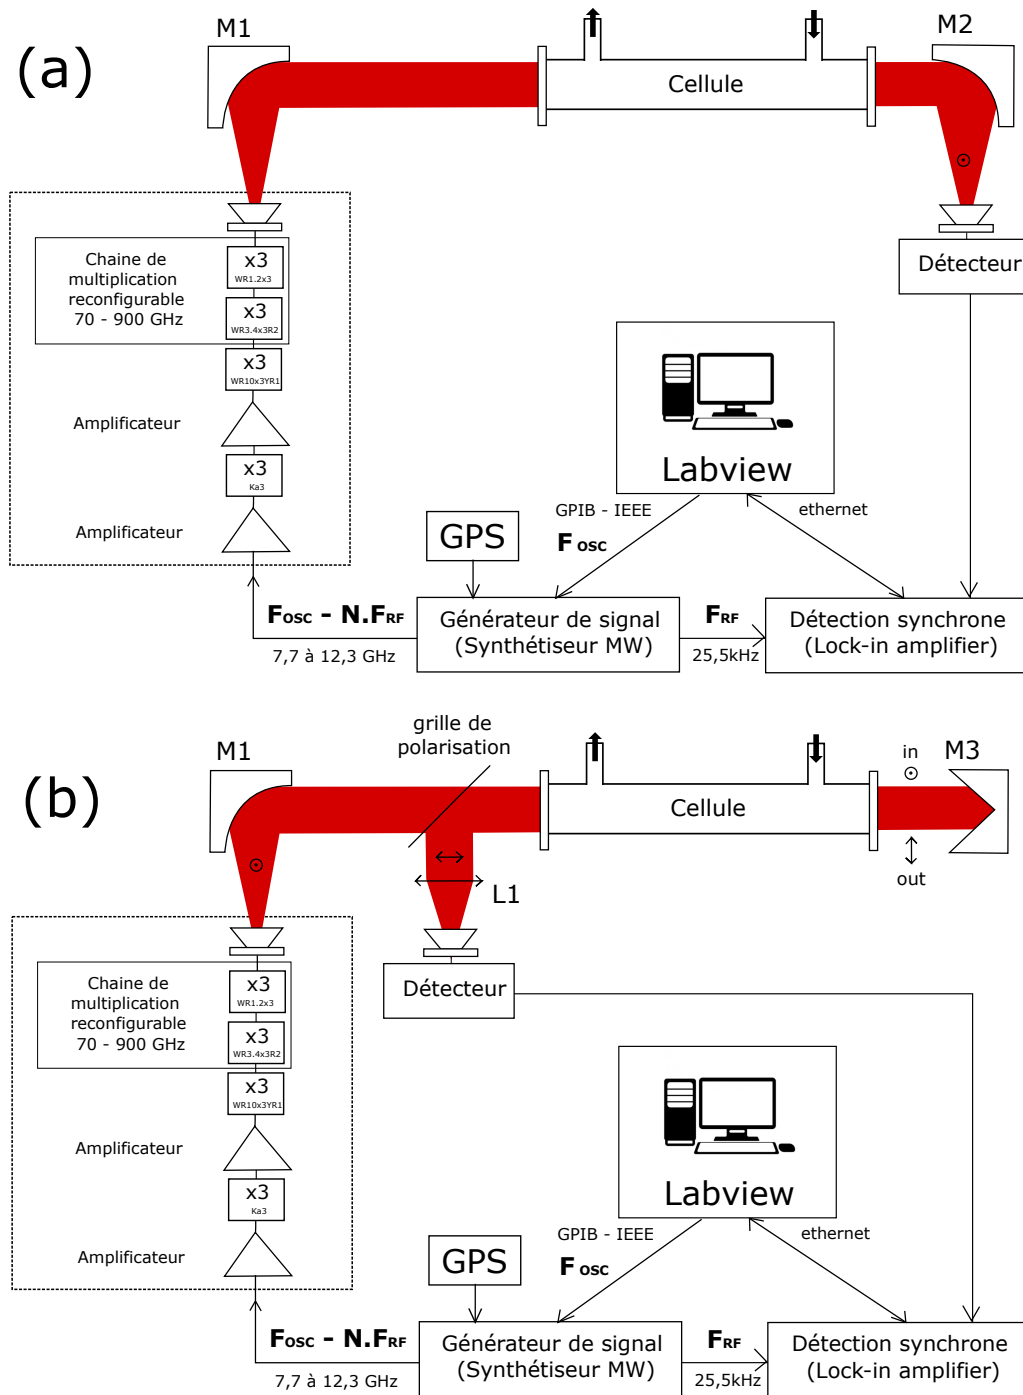 (a)
M1
M2
Cellule
Chaine de
multiplication
reconfigurable
70 - 900 GHz
x3
WR1.2x3
x3
WR3.4x3R2
x3
WR10x3YR1
Amplificateur
x3
Ka3
Amplificateur
Détecteur
Labview
GPIB - IEEE
ethernet
Fosc
GPS
Fosc - N.FRF
7,7 à 12,3 GHz
Générateur de signal
(Synthétiseur MW)
FRF
25,5kHz
Détection synchrone
(Lock-in amplifier)
(b)
M1
grille de
polarisation
Cellule
in
M3
out
L1
Chaine de
multiplication
reconfigurable
70 - 900 GHz
x3
WR1.2x3
x3
WR3.4x3R2
x3
WR10x3YR1
Amplificateur
x3
Ka3
Amplificateur
Détecteur
Labview
GPIB - IEEE
ethernet
Fosc
GPS
Fosc - N.FRF
7,7 à 12,3 GHz
Générateur de signal
(Synthétiseur MW)
FRF
25,5kHz
Détection synchrone
(Lock-in amplifier)